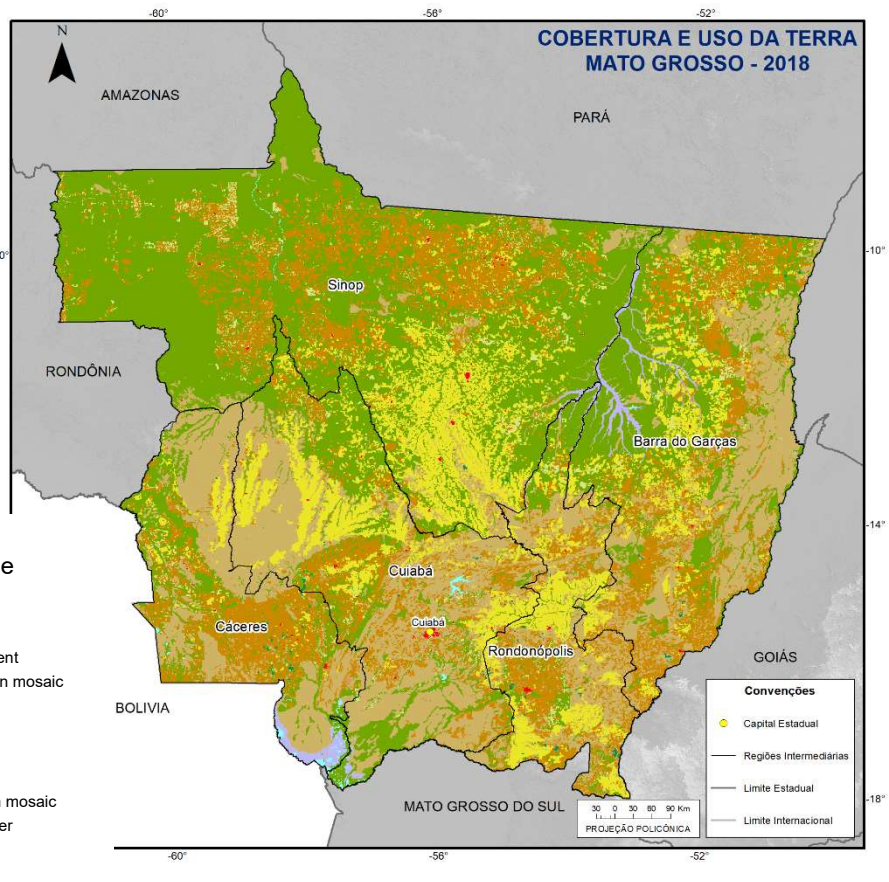 -60°
-56°
-52°
COBERTURA E USO DA TERRA
MATO GROSSO - 2018
N
AMAZONAS
PARÁ
0°
-10°
Sinop
RONDÔNIA
Barra do Garças
-14°
e
Cuiabá
Cuiabá
Cáceres
Rondonópolis
GOIÁS
ent
n mosaic
BOLIVIA
n mosaic
er
MATO GROSSO DO SUL
30 0 30 60 90 Km
PROJEÇÃO POLICÔNICA
Convenções
Capital Estadual
Regiões Intermediárias
Limite Estadual
Limite Internacional
-18°
-60°
-56°
-52°